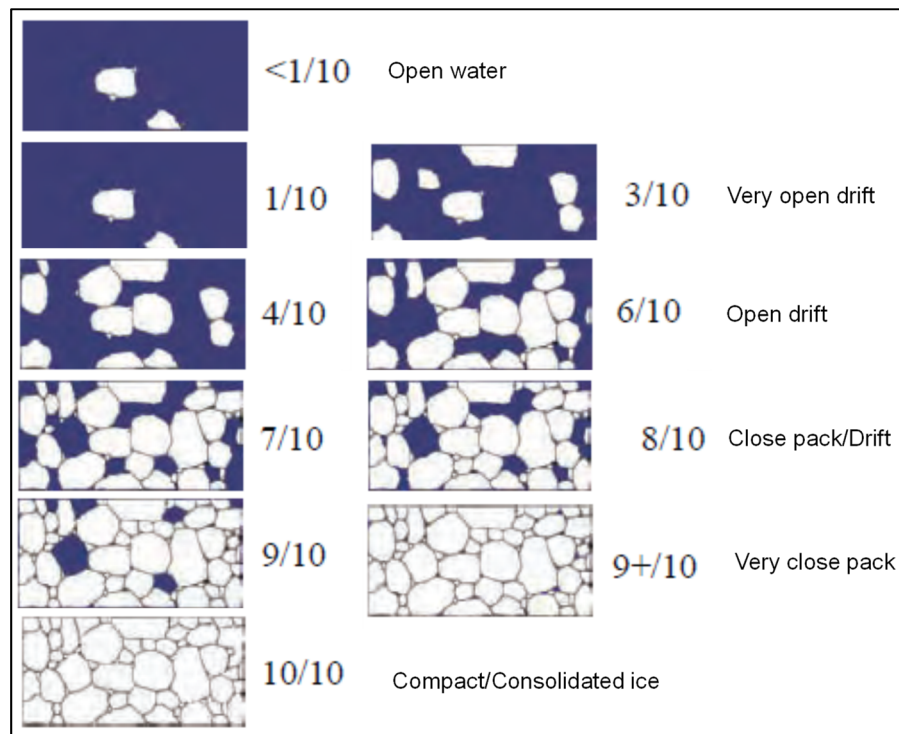 <1/10 Open water
1/10 3/10 Very open drift
4/10 6/10 Open drift
7/10 8/10 Close pack/Drift
9/10 9+/10 Very close pack
10/10 Compact/Consolidated ice